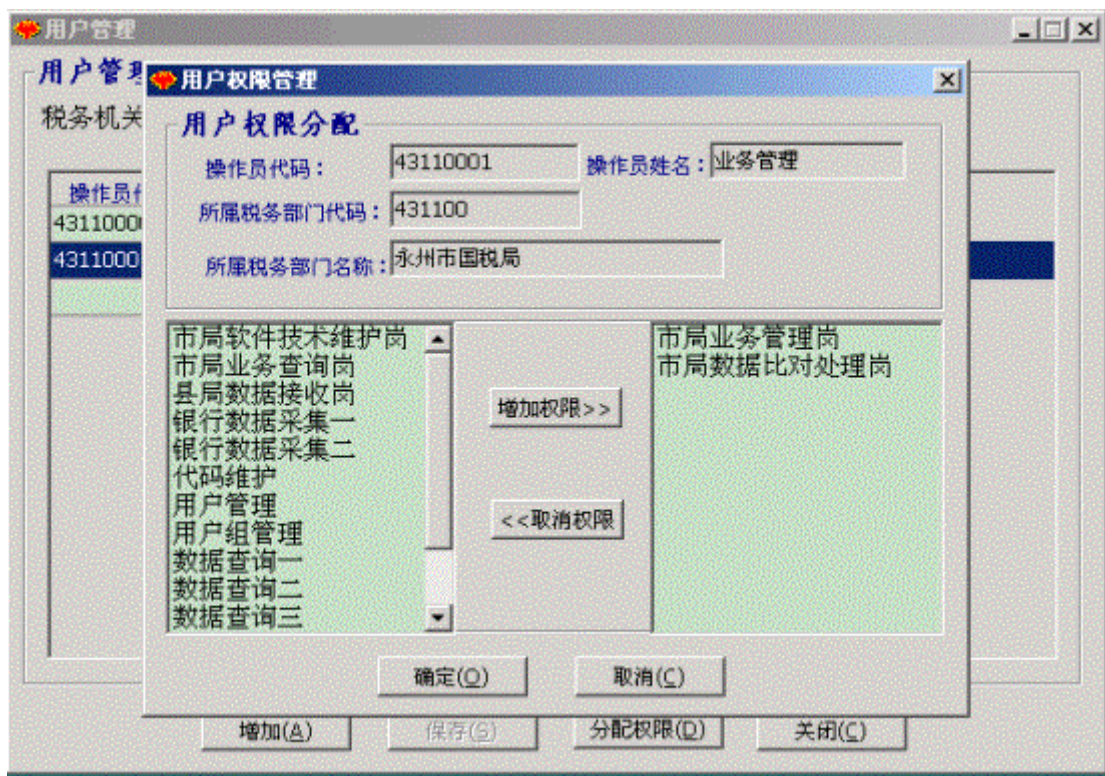 用户管理
用户管理
用户权限管理
税务机关
用户权限分配
操作员代码： 43110001 操作员姓名：业务管理
所属税务部门代码：431100
所属税务部门名称：永州市国税局
操作员
4311000
4311000
市局软件技术维护岗
市局业务查询岗
县局数据接收岗
银行数据采集一
银行数据采集二
代码维护
用户管理
用户组管理
数据查询一
数据查询二
数据查询三
增加权限>>
<<取消权限
市局业务管理岗
市局数据比对处理岗
确定(O) 取消(C)
增加(A) 保存(S) 分配权限(D) 关闭(C)